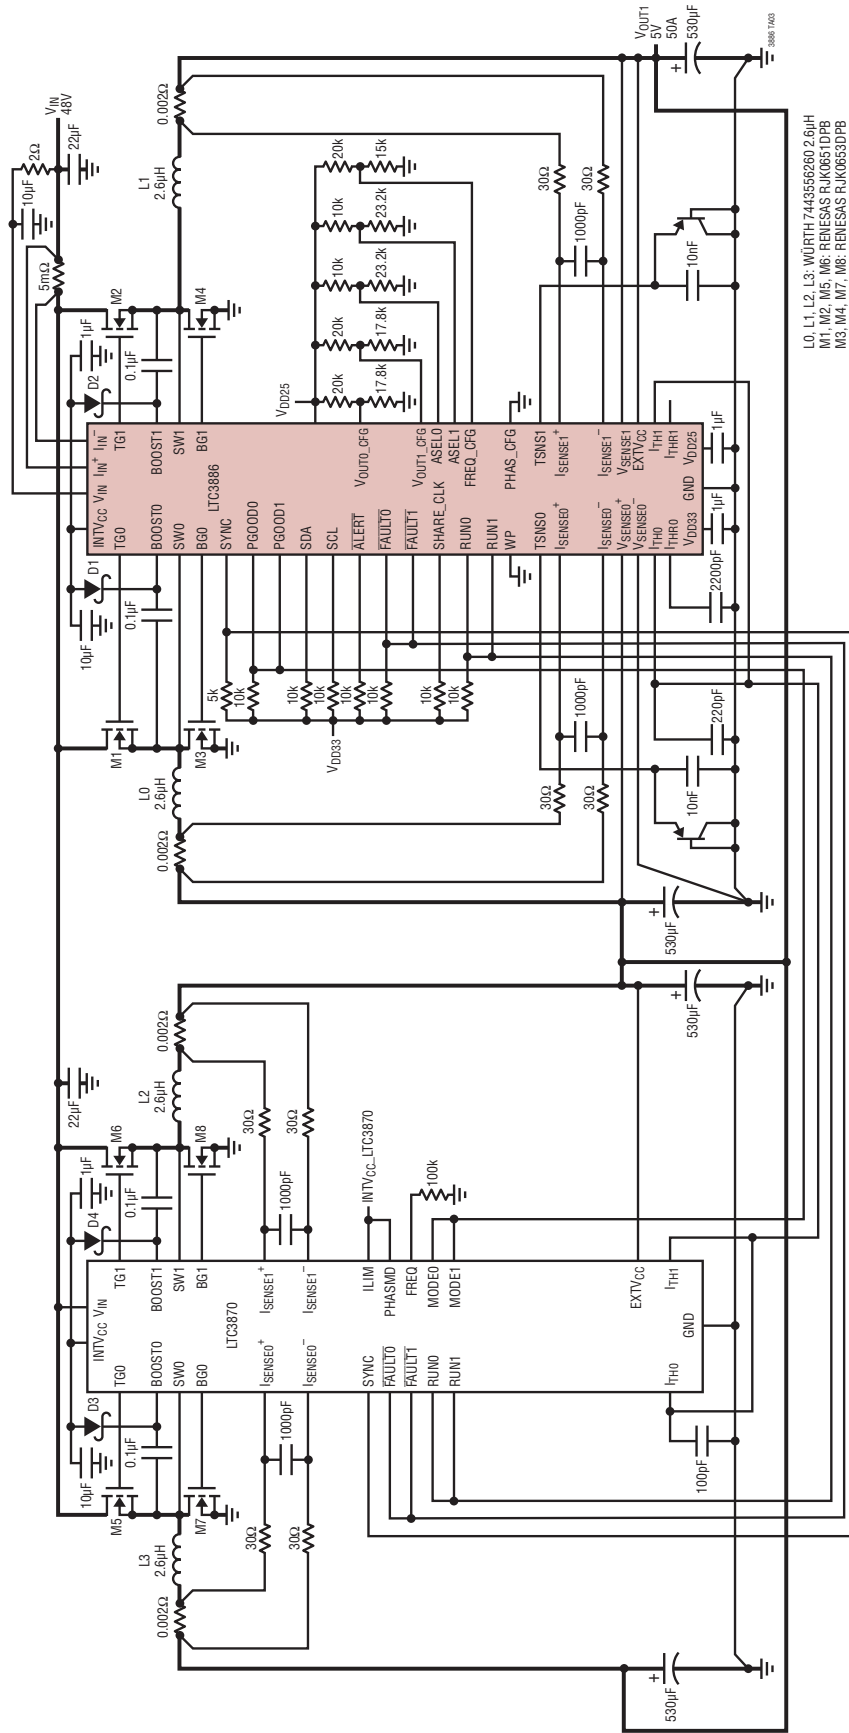 10µF
D3
INTVCC VIN
D4
1µF
22µF
M5
TG0
TG1
M6
0.1µF
BOOST0
BOOST1
0.1µF
0.002Ω
L3
2.6µH
SW0
SW1
L2
2.6µH
0.002Ω
M7
BG0
BG1
M8
LTC3870
30Ω
ISENSE0+
ISENSE1+
30Ω
1000pF
1000pF
30Ω
ISENSE0–
ISENSE1–
30Ω
SYNC
ILIM
INTVCC_LTC3870
FAULT0
PHASMD
FAULT1
FREQ
100k
RUN0
MODE0
RUN1
MODE1
EXTVCC
ITH0
ITH1
GND
100pF
530µF
+
530µF
+
VIN
48V
10µF
2Ω
22µF
5mΩ
10µF
D1
INTVCC VIN IIN+ IIN–
D2
1µF
M1
TG0
TG1
M2
0.1µF
BOOST0
BOOST1
0.1µF
0.002Ω
L0
2.6µH
SW0
SW1
L1
2.6µH
0.002Ω
M3
BG0
BG1
M4
LTC3886
5k
SYNC
10k
PGOOD0
PGOOD1
10k
SDA
10k
SCL
10k
ALERT
10k
FAULT0
FAULT1
10k
SHARE_CLK
10k
RUN0
RUN1
WP
VDD33
VDD25
20k
17.8k
20k
17.8k
10k
23.2k
10k
23.2k
20k
15k
VOUT0_CFG
VOUT1_CFG
ASEL0
ASEL1
FREQ_CFG
PHAS_CFG
TSNS0
TSNS1
30Ω
ISENSE0+
ISENSE1+
30Ω
1000pF
1000pF
30Ω
ISENSE0–
ISENSE1–
30Ω
VSENSE0+
VSENSE1
VSENSE0–
EXTVCC
ITH0
ITH1
ITHR0
ITHR1
VDD33
GND
VDD25
530µF
+
10nF
220pF
2200pF
1µF
1µF
10nF
VOUT1
5V
50A
530µF
+
3886 TA03
L0, L1, L2, L3: WÜRTH 7443556260 2.6µH
M1, M2, M5, M6: RENESAS RJK0651DPB
M3, M4, M7, M8: RENESAS RJK0653DPB